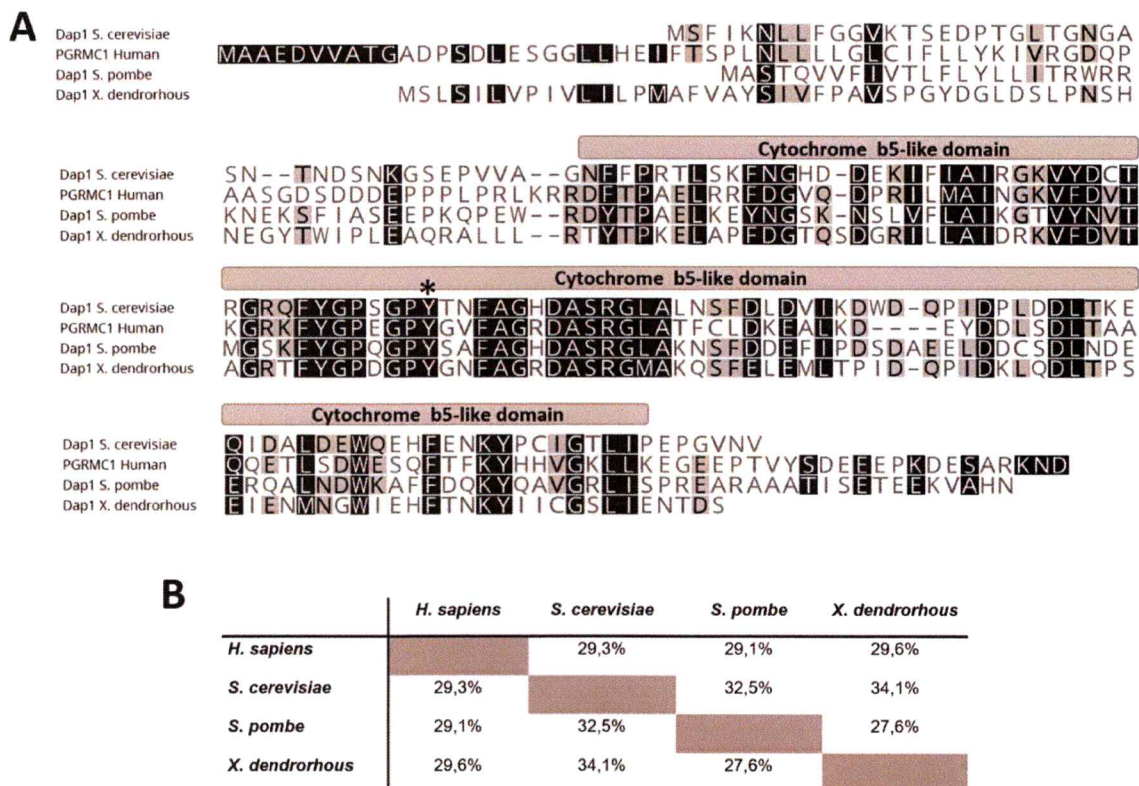 A
Dap1 S. cerevisiae MSFIKNLLFGGVKTSEDPTGLTGNGA
PGRMC1 Human MAAEDVVATGADPSDLESGGLLHEIFTSPLNLLLLGLCIFLLYKIVRGDQP
Dap1 S. pombe MASTQVVFIVTLFLYLLITRWRR
Dap1 X. dendrorhous MSLSILVPIVLILPMAFVAYSIVFPAVSPGYDGLDSLPNSH
Cytochrome b5-like domain
Dap1 S. cerevisiae SN--TNDSNKGSEPVVA--GNFFPRTLSKFNGHD-DEKIFIAIRGKVYDCT
PGRMC1 Human AASGDSDDDEPPPLPRLKRRDFTPAELRRFDGVQ-DPRILMAINGKVFDVT
Dap1 S. pombe KNEKSFIASEEPKQPEW--RDYTPAELKEYNGSK-NSLVFLAIKGTVYNVT
Dap1 X. dendrorhous NEGYTWIPLEAQRALLL--RTYTPKELAPFDGTQSDGRILLAIDRKVFDVT
Cytochrome b5-like domain
*
Dap1 S. cerevisiae RGRQFYGPSGPYTNFAGHDASRGLALNSFDLDVIKDWD-QPIDPLDDLTKE
PGRMC1 Human KGRKFYGPEGPYGVFAGRDASRGLATFCLDKEALKD----EYDDLSDLTAA
Dap1 S. pombe MGSKFYGPQGPYSAFAGHDASRGLAKNSFDDEFIPDSDAEELDDCSDLNDE
Dap1 X. dendrorhous AGRTFYGPDGPYGNFAGRDASRGMAKQSFELEMLTPID-QPIDKLQDLTPS
Cytochrome b5-like domain
Dap1 S. cerevisiae QIDALDEWQEHFENKYPCIGTLIPEPGVNV
PGRMC1 Human QQETLSDWESQFTFKYHHVGKLLKEGEEPTVYSDEEEPKDESARKND
Dap1 S. pombe ERQALNDWKAFFDQKYQAVGRLISPREARAAATISETEEKVAHN
Dap1 X. dendrorhous EIENMNGWIEHFTNKYIICGSLIENTDS
B
H. sapiens S. cerevisiae S. pombe X. dendrorhous
H. sapiens 29,3% 29,1% 29,6%
S. cerevisiae 29,3% 32,5% 34,1%
S. pombe 29,1% 32,5% 27,6%
X. dendrorhous 29,6% 34,1% 27,6%